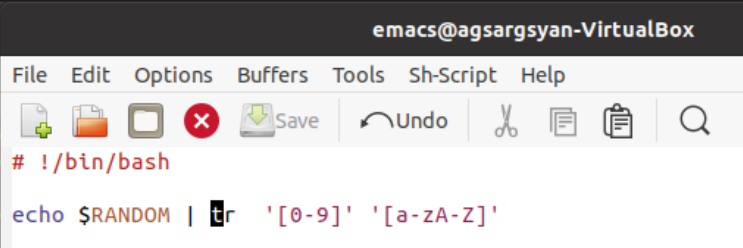 emacs@agsargsyan-VirtualBox
File Edit Options Buffers Tools Sh-Script Help
Save Undo
# !/bin/bash
echo $RANDOM | tr  '[0-9]' '[a-zA-Z]'